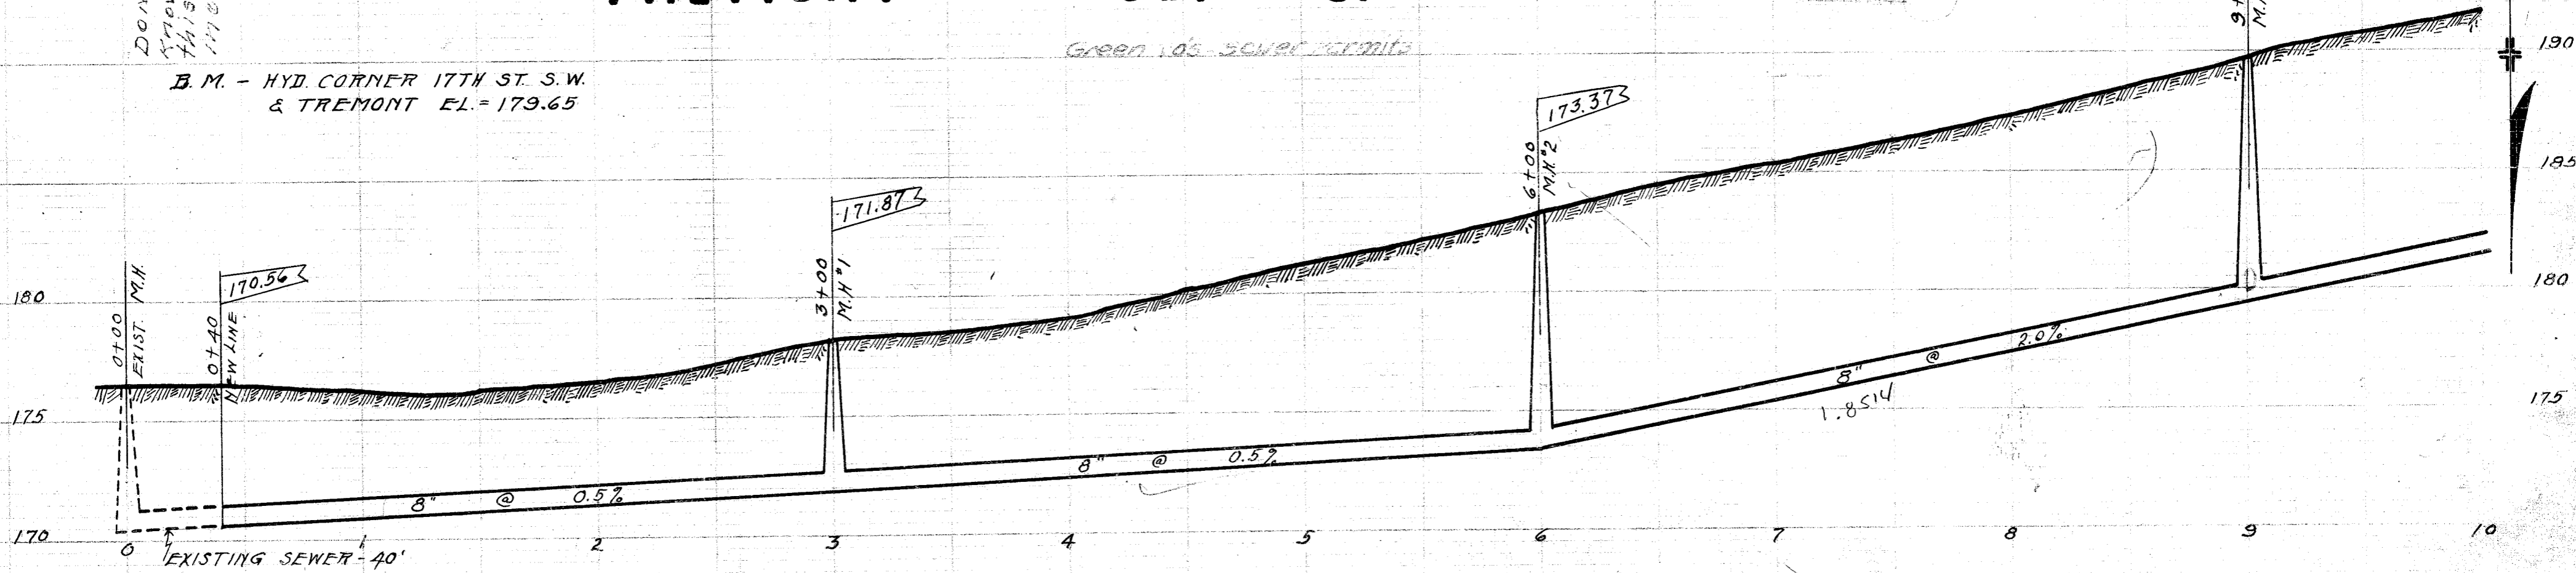 B.M. - HYD. CORNER 17TH ST. S.W.
& TREMONT EL. = 179.65
Green sewer permits
190
185
180
175
180
175
170
0+00
EXIST. M.H.
0+40
NEW LINE
170.56
3+00
M.H #1
171.87
6+00
M.H.#2
173.37
8" @ 0.5%
8" @ 0.5%
8" @ 2.0%
1.8514
0 1 2 3 4 5 6 7 8 9 10
EXISTING SEWER - 40'